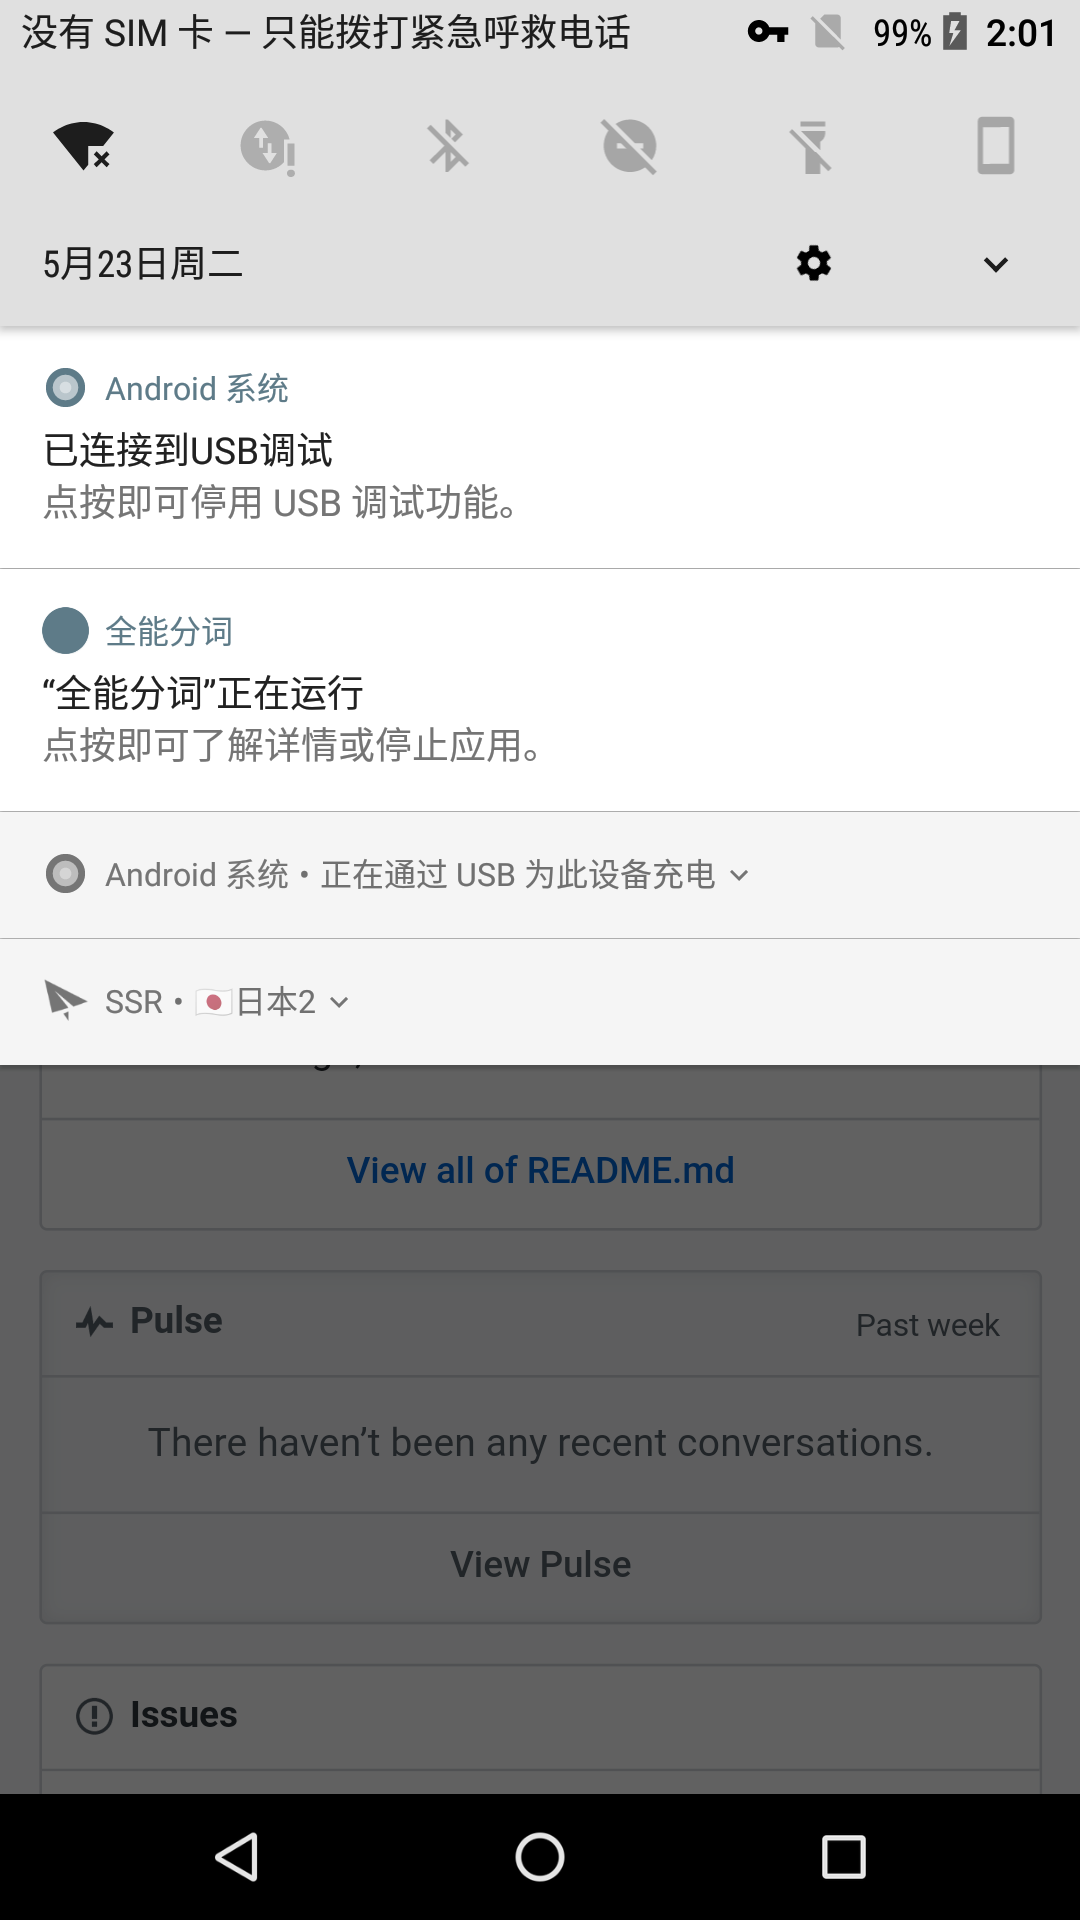 没有 SIM 卡 — 只能拨打紧急呼救电话 99% 2:01
5月23日周二
Android 系统
已连接到USB调试
点按即可停用 USB 调试功能。
全能分词
“全能分词”正在运行
点按即可了解详情或停止应用。
Android 系统 • 正在通过 USB 为此设备充电
SSR • 🇯🇵日本2
View all of README.md
Pulse Past week
There haven’t been any recent conversations.
View Pulse
Issues